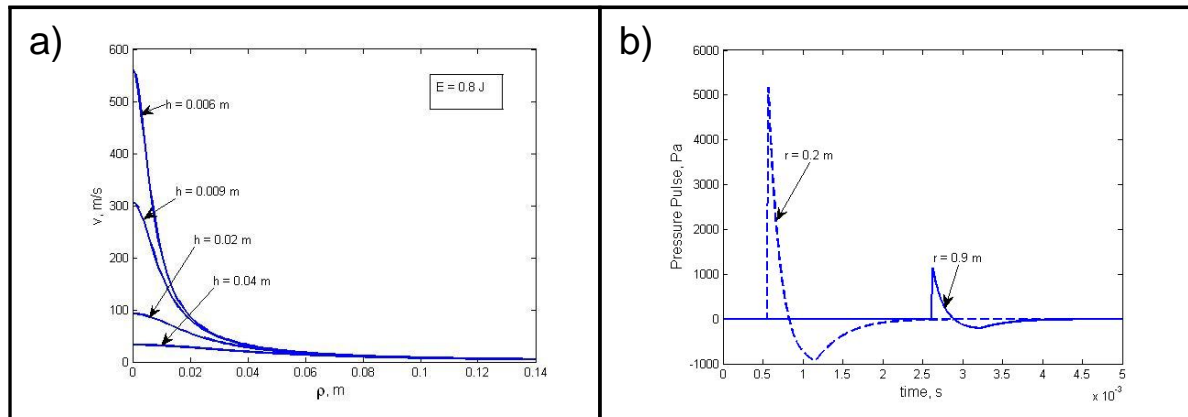 a)
600
500
400
300
200
100
0
v, m/s
E = 0.8 J
h = 0.006 m
h = 0.009 m
h = 0.02 m
h = 0.04 m
0 0.02 0.04 0.06 0.08 0.1 0.12 0.14
ρ, m
b)
6000
5000
4000
3000
2000
1000
0
-1000
Pressure Pulse, Pa
r = 0.2 m
r = 0.9 m
0 0.5 1 1.5 2 2.5 3 3.5 4 4.5 5
time, s
x 10⁻³